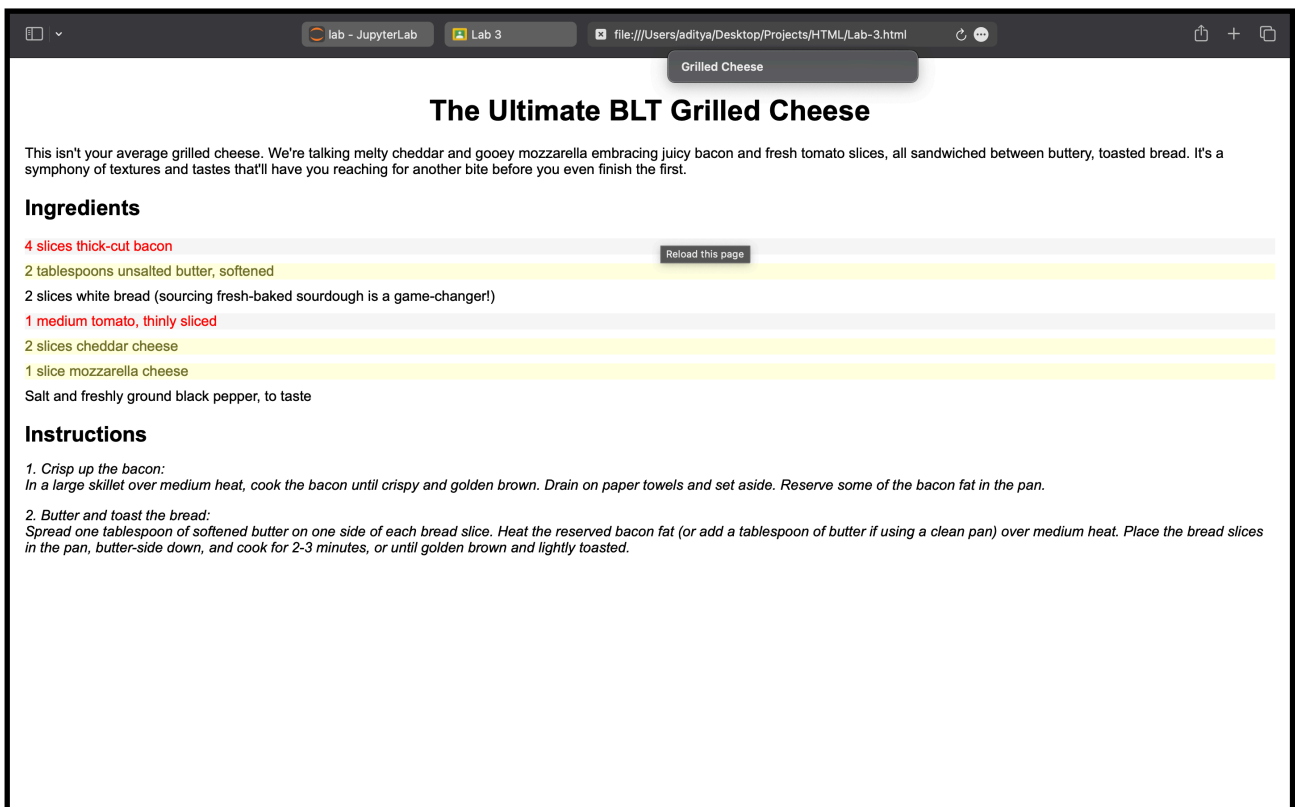 lab - JupyterLab
Lab 3
file:///Users/aditya/Desktop/Projects/HTML/Lab-3.html
Grilled Cheese
The Ultimate BLT Grilled Cheese
This isn't your average grilled cheese. We're talking melty cheddar and gooey mozzarella embracing juicy bacon and fresh tomato slices, all sandwiched between buttery, toasted bread. It's a
symphony of textures and tastes that'll have you reaching for another bite before you even finish the first.
Ingredients
4 slices thick-cut bacon
Reload this page
2 tablespoons unsalted butter, softened
2 slices white bread (sourcing fresh-baked sourdough is a game-changer!)
1 medium tomato, thinly sliced
2 slices cheddar cheese
1 slice mozzarella cheese
Salt and freshly ground black pepper, to taste
Instructions
1. Crisp up the bacon:
In a large skillet over medium heat, cook the bacon until crispy and golden brown. Drain on paper towels and set aside. Reserve some of the bacon fat in the pan.
2. Butter and toast the bread:
Spread one tablespoon of softened butter on one side of each bread slice. Heat the reserved bacon fat (or add a tablespoon of butter if using a clean pan) over medium heat. Place the bread slices
in the pan, butter-side down, and cook for 2-3 minutes, or until golden brown and lightly toasted.